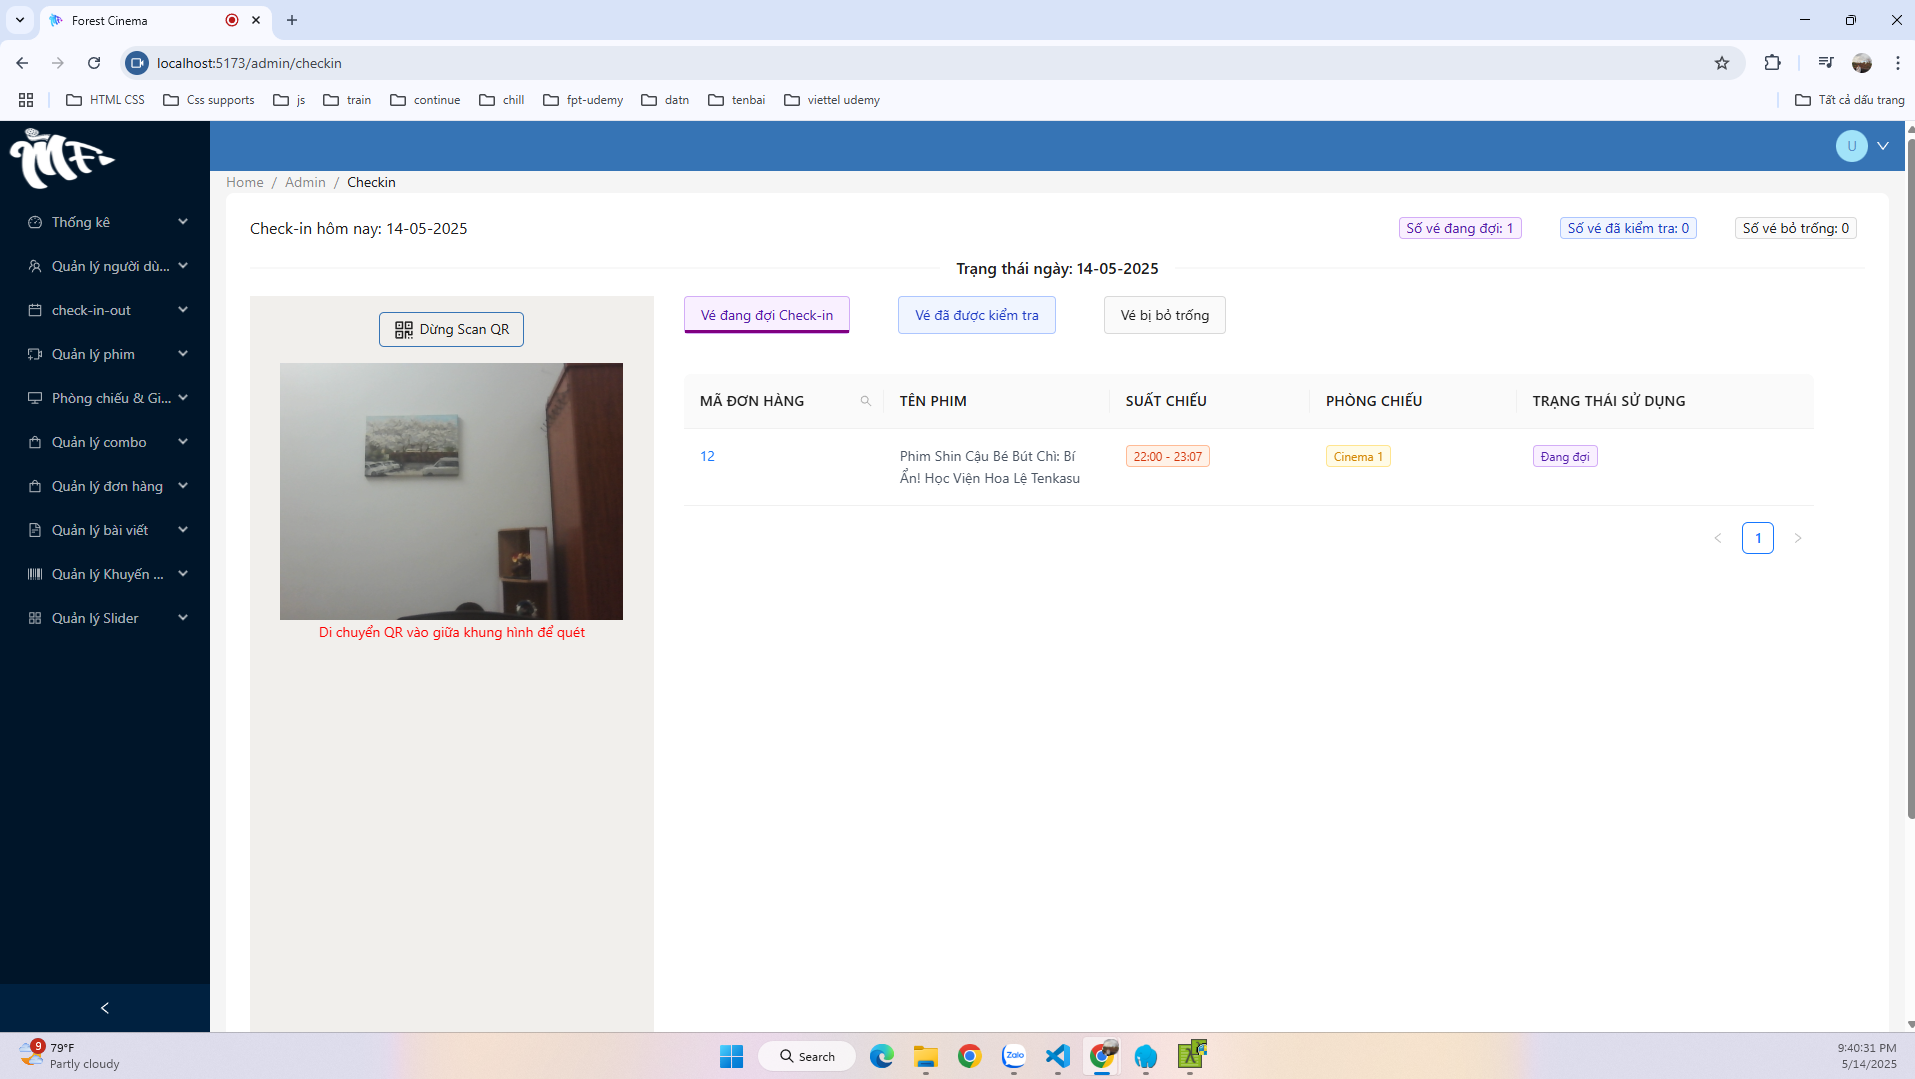 Forest Cinema
localhost:5173/admin/checkin
HTML CSS
Css supports
js
train
continue
chill
fpt-udemy
datn
tenbai
viettel udemy
Tất cả dấu trang
MF
U
Home / Admin / Checkin
Thống kê
Quản lý người dù...
check-in-out
Quản lý phim
Phòng chiếu & Gi...
Quản lý combo
Quản lý đơn hàng
Quản lý bài viết
Quản lý Khuyến ...
Quản lý Slider
Check-in hôm nay: 14-05-2025
Số vé đang đợi: 1
Số vé đã kiểm tra: 0
Số vé bỏ trống: 0
Trạng thái ngày: 14-05-2025
Dừng Scan QR
Di chuyển QR vào giữa khung hình để quét
Vé đang đợi Check-in
Vé đã được kiểm tra
Vé bị bỏ trống
MÃ ĐƠN HÀNG
TÊN PHIM
SUẤT CHIẾU
PHÒNG CHIẾU
TRẠNG THÁI SỬ DỤNG
12
Phim Shin Cậu Bé Bút Chì: Bí
Ẩn! Học Viện Hoa Lệ Tenkasu
22:00 - 23:07
Cinema 1
Đang đợi
1
9
79°F
Partly cloudy
Search
Zalo
9:40:31 PM
5/14/2025